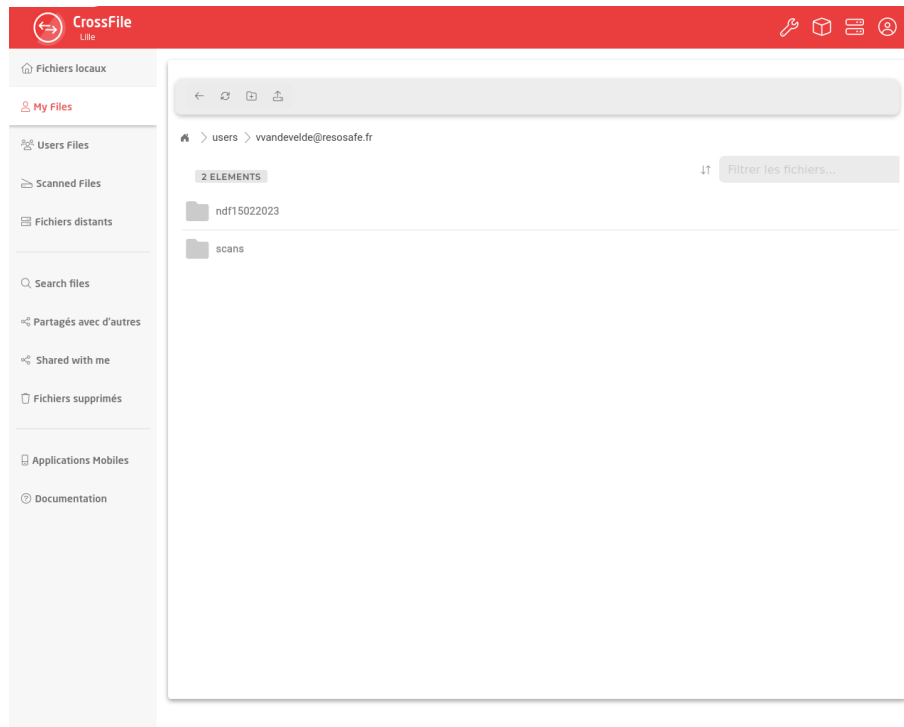 CrossFile
Lille
Fichiers locaux
My Files
Users Files
Scanned Files
Fichiers distants
Search files
Partagés avec d'autres
Shared with me
Fichiers supprimés
Applications Mobiles
Documentation
users
vvandevelde@resosafe.fr
2 ELEMENTS
Filtrer les fichiers...
ndf15022023
scans